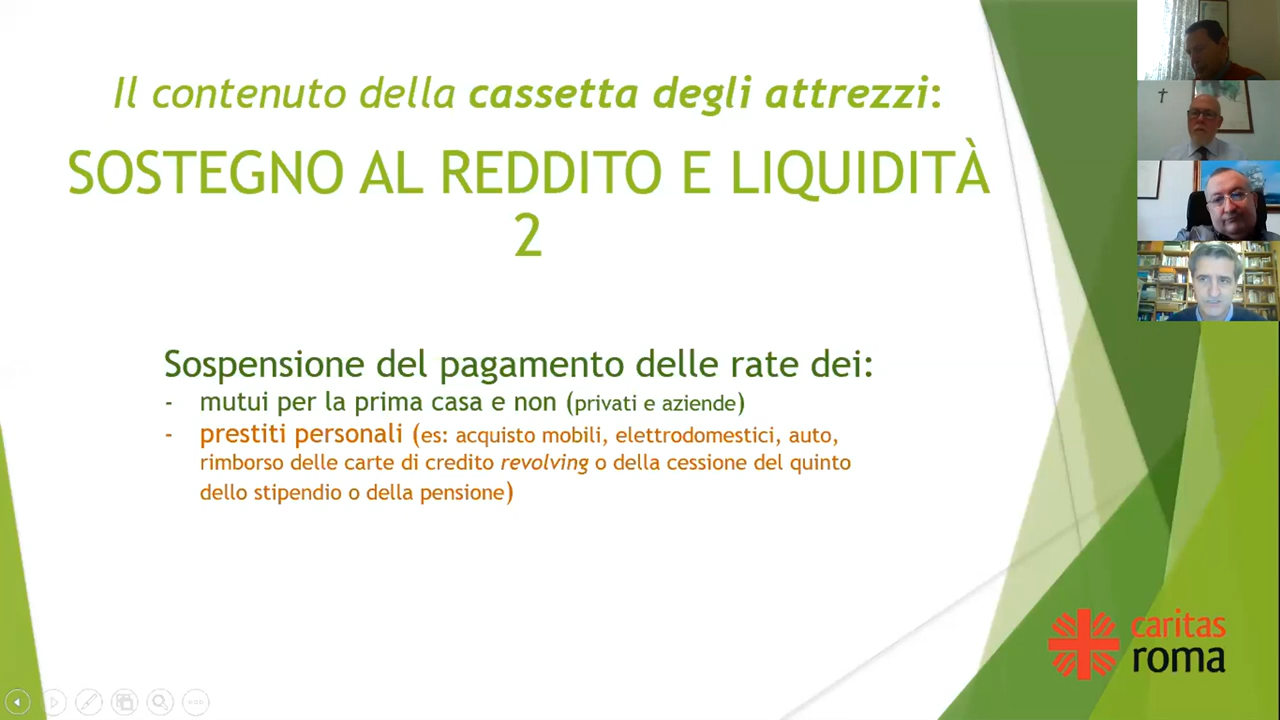 Il contenuto della cassetta degli attrezzi:
SOSTEGNO AL REDDITO E LIQUIDITÀ
2
Sospensione del pagamento delle rate dei:
- mutui per la prima casa e non (privati e aziende)
- prestiti personali (es: acquisto mobili, elettrodomestici, auto,
rimborso delle carte di credito revolving o della cessione del quinto
dello stipendio o della pensione)
caritas
roma